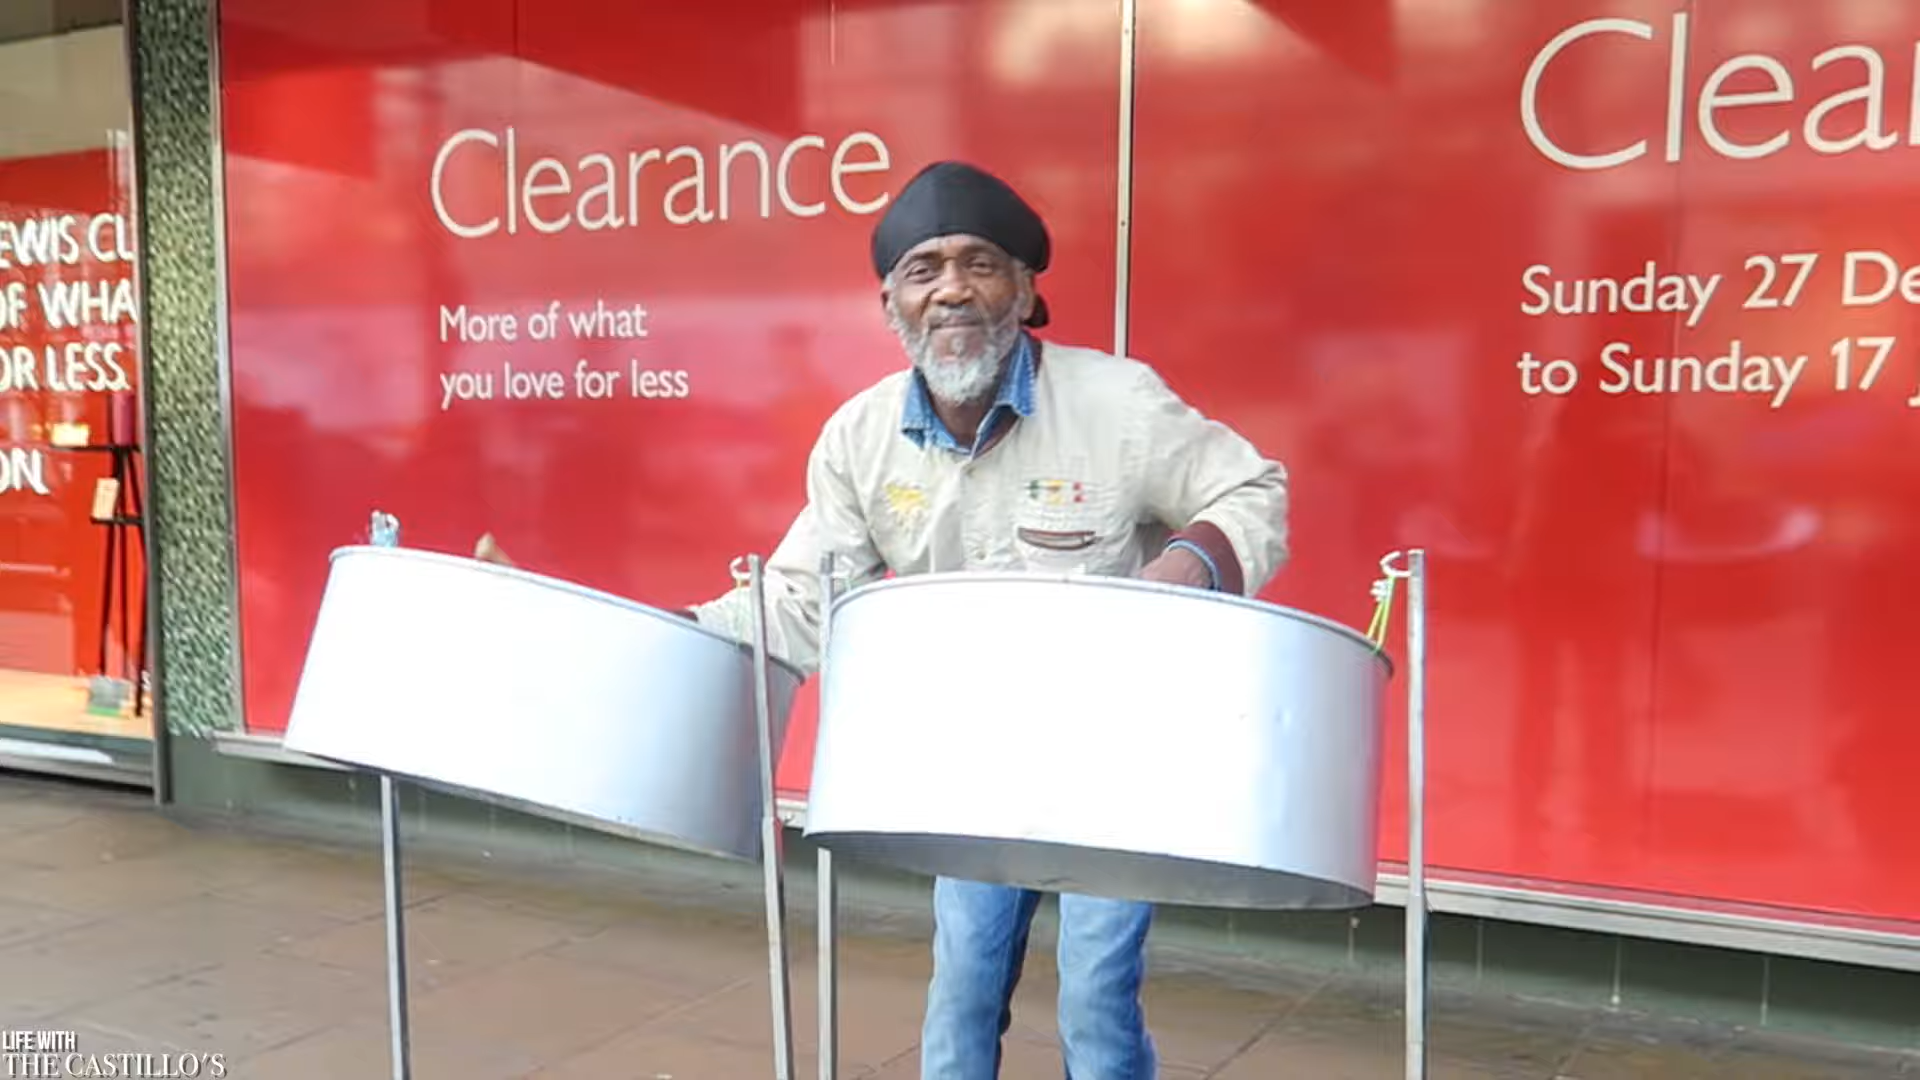 EWIS CL
OF WHA
OR LESS.
ON.
Clearance
More of what
you love for less
Clear
Sunday 27 De
to Sunday 17 J
LIFE WITH
THE CASTILLO'S